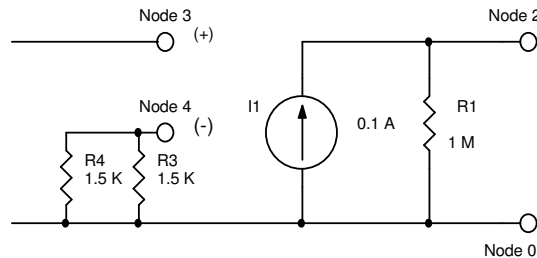 Node 3
Node 2
(+)
Node 4
(-)
I1
0.1 A
R1
1 M
R4
1.5 K
R3
1.5 K
Node 0